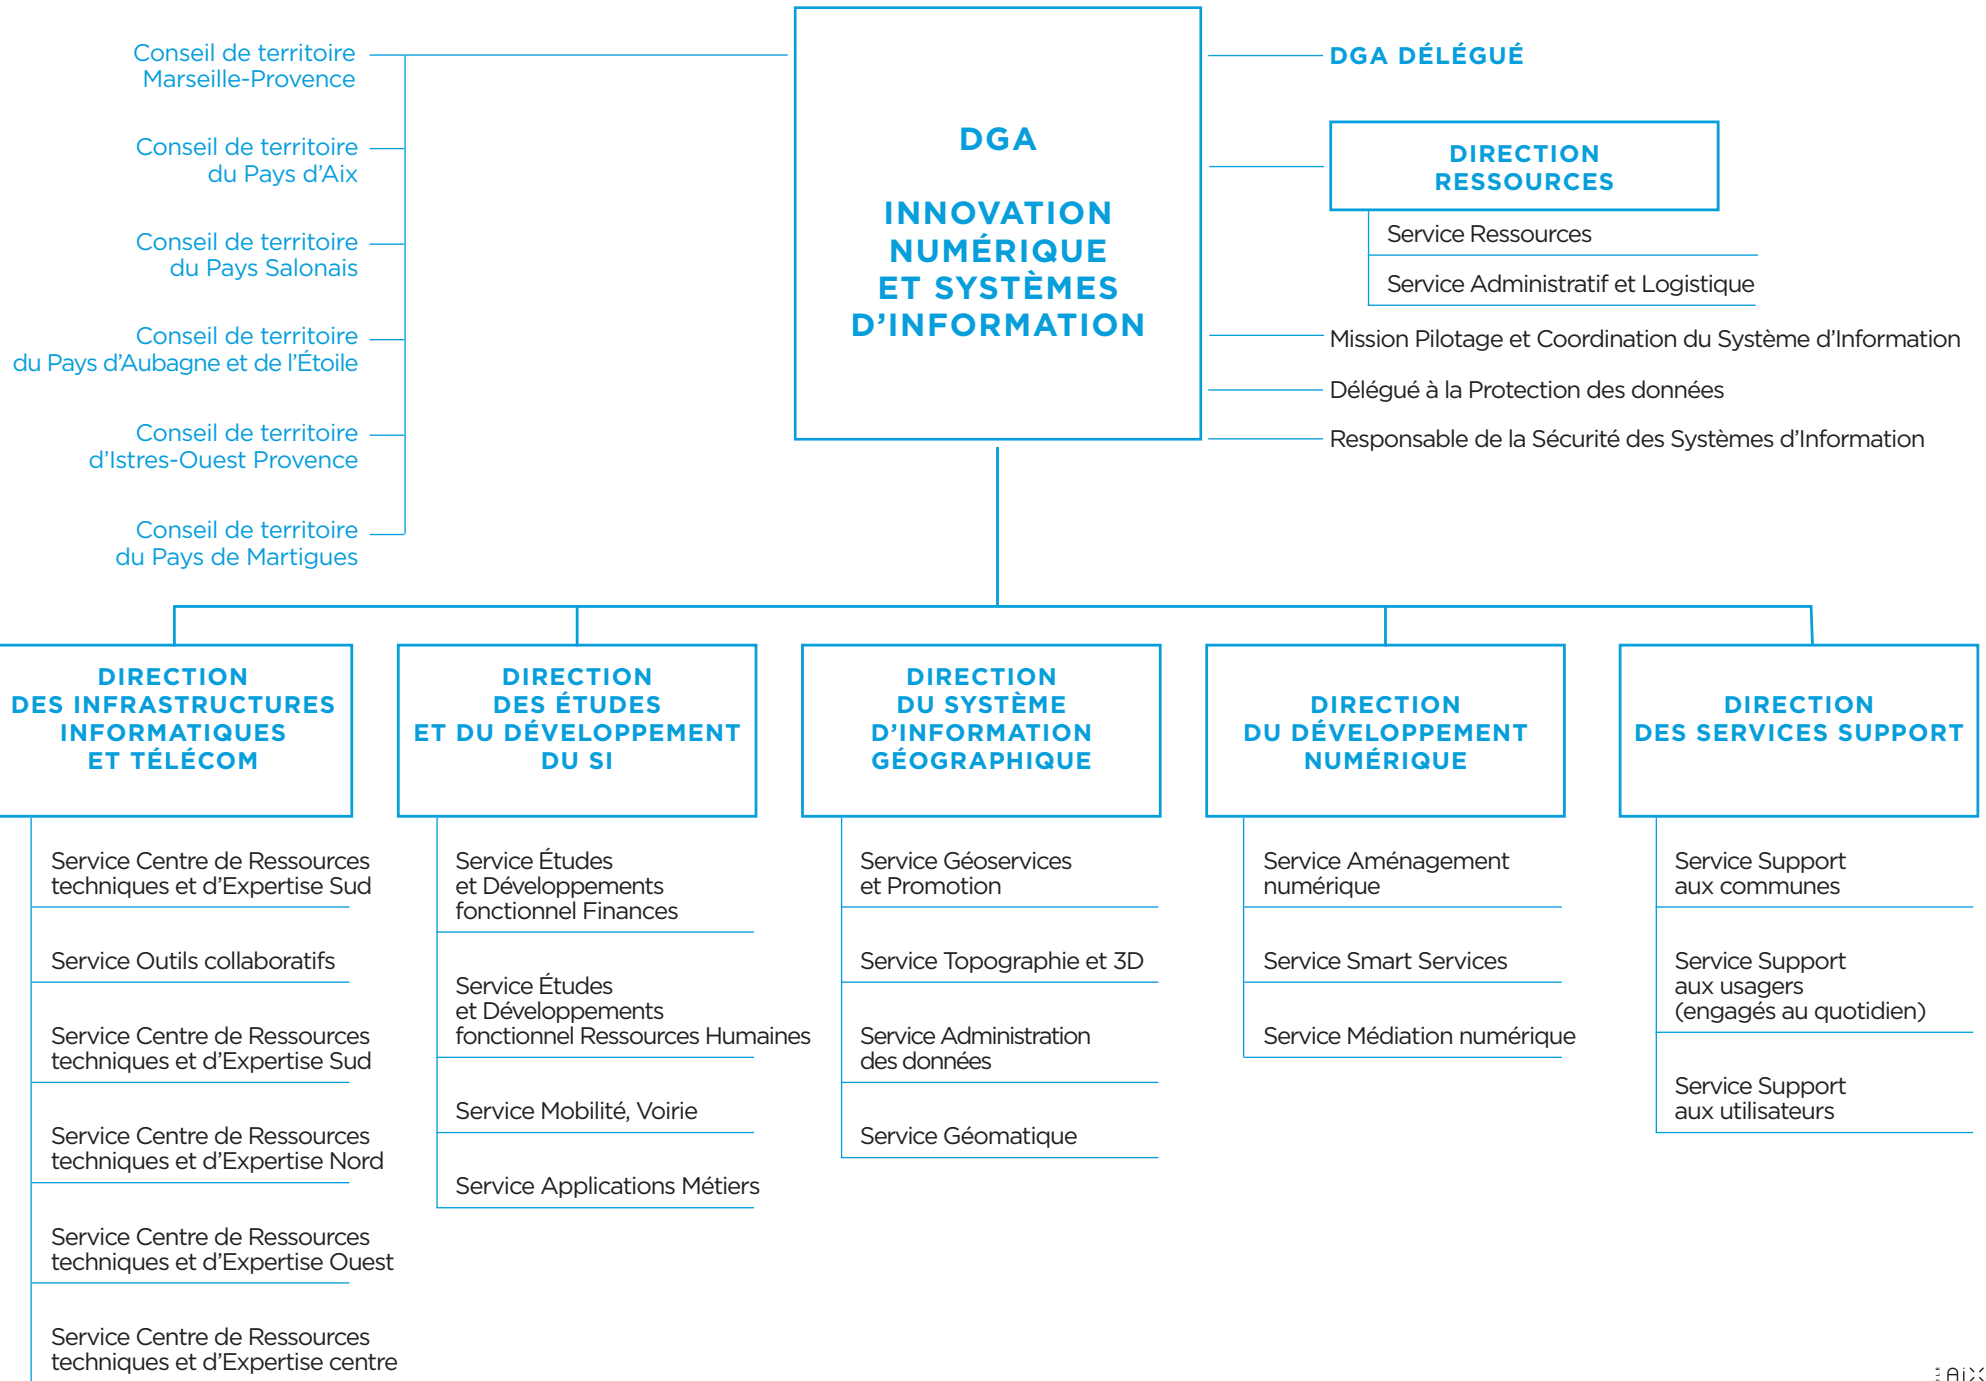 Conseil de territoire
Marseille-Provence
Conseil de territoire
du Pays d'Aix
Conseil de territoire
du Pays Salonais
Conseil de territoire
du Pays d'Aubagne et de l'Étoile
Conseil de territoire
d'Istres-Ouest Provence
Conseil de territoire
du Pays de Martigues
DGA
INNOVATION
NUMÉRIQUE
ET SYSTÈMES
D'INFORMATION
DGA DÉLÉGUÉ
DIRECTION
RESSOURCES
Service Ressources
Service Administratif et Logistique
Mission Pilotage et Coordination du Système d'Information
Délégué à la Protection des données
Responsable de la Sécurité des Systèmes d'Information
DIRECTION
DES INFRASTRUCTURES
INFORMATIQUES
ET TÉLÉCOM
Service Centre de Ressources
techniques et d'Expertise Sud
Service Outils collaboratifs
Service Centre de Ressources
techniques et d'Expertise Sud
Service Centre de Ressources
techniques et d'Expertise Nord
Service Centre de Ressources
techniques et d'Expertise Ouest
Service Centre de Ressources
techniques et d'Expertise centre
DIRECTION
DES ÉTUDES
ET DU DÉVELOPPEMENT
DU SI
Service Études
et Développements
fonctionnel Finances
Service Études
et Développements
fonctionnel Ressources Humaines
Service Mobilité, Voirie
Service Applications Métiers
DIRECTION
DU SYSTÈME
D'INFORMATION
GÉOGRAPHIQUE
Service Géoservices
et Promotion
Service Topographie et 3D
Service Administration
des données
Service Géomatique
DIRECTION
DU DÉVELOPPEMENT
NUMÉRIQUE
Service Aménagement
numérique
Service Smart Services
Service Médiation numérique
DIRECTION
DES SERVICES SUPPORT
Service Support
aux communes
Service Support
aux usagers
(engagés au quotidien)
Service Support
aux utilisateurs
AiX